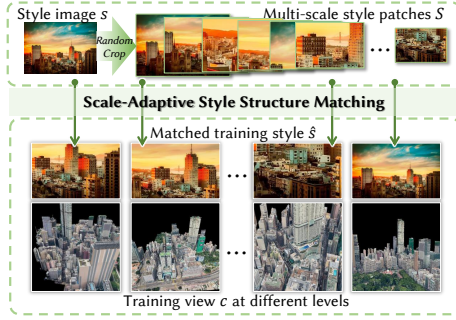 Style image s
Multi-scale style patches S
Random
Crop
...
Scale-Adaptive Style Structure Matching
Matched training style ŝ
...
...
Training view c at different levels